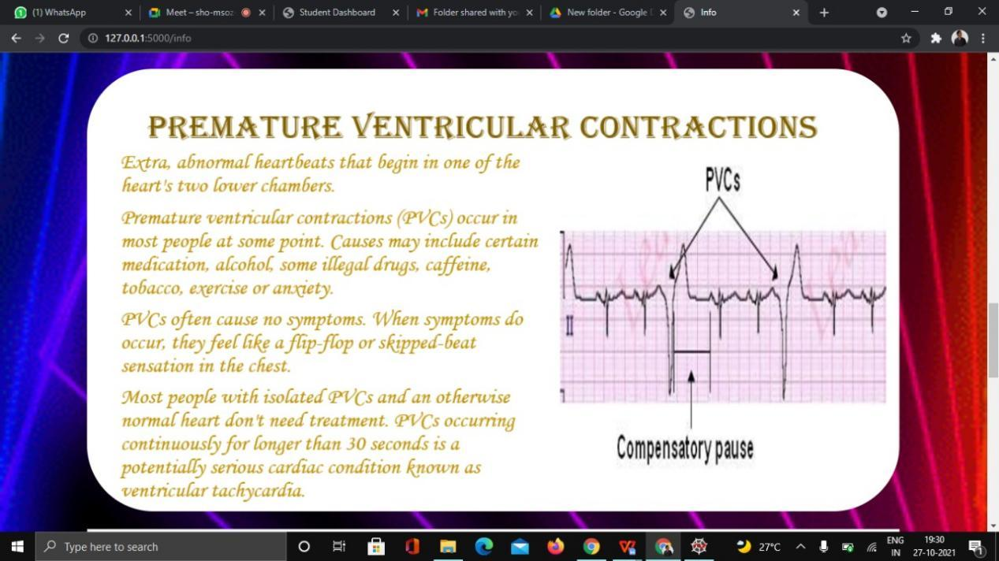 (1) WhatsApp
Meet – sho-msoz
Student Dashboard
Folder shared with yo
New folder - Google D
Info
127.0.0.1:5000/info
PREMATURE VENTRICULAR CONTRACTIONS
Extra, abnormal heartbeats that begin in one of the
heart's two lower chambers.
Premature ventricular contractions (PVCs) occur in
most people at some point. Causes may include certain
medication, alcohol, some illegal drugs, caffeine,
tobacco, exercise or anxiety.
PVCs often cause no symptoms. When symptoms do
occur, they feel like a flip-flop or skipped-beat
sensation in the chest.
Most people with isolated PVCs and an otherwise
normal heart don't need treatment. PVCs occurring
continuously for longer than 30 seconds is a
potentially serious cardiac condition known as
ventricular tachycardia.
PVCs
II
Compensatory pause
Type here to search
27°C
ENG
IN
19:30
27-10-2021
1